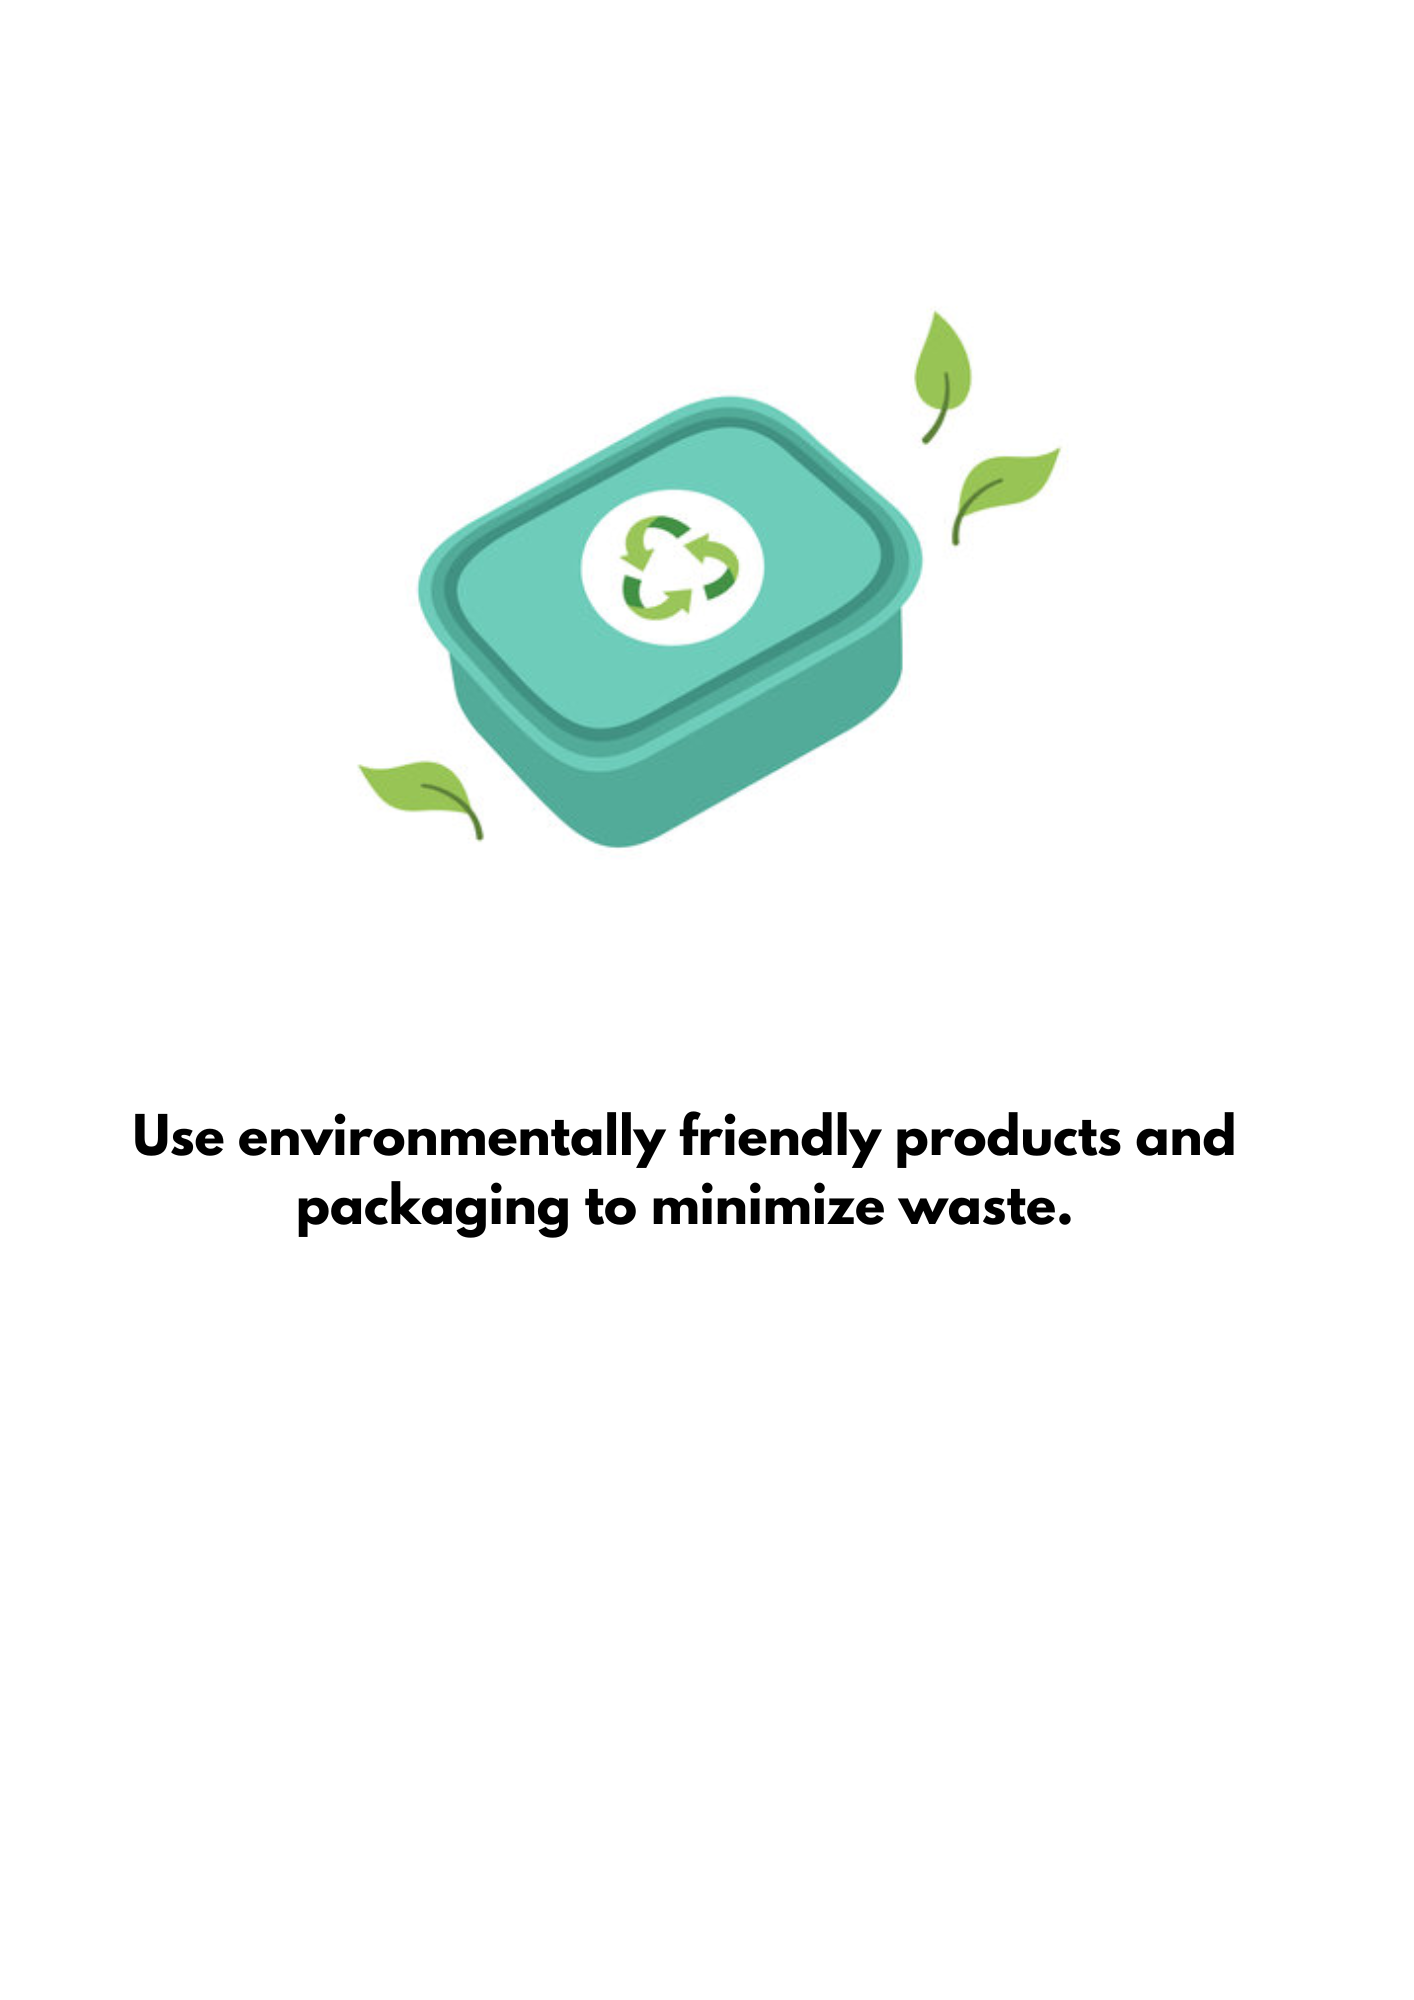 Use environmentally friendly products and
packaging to minimize waste.